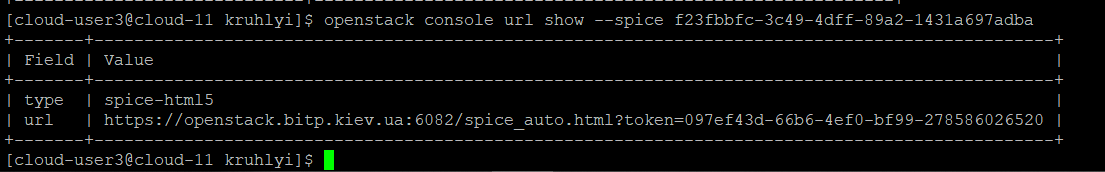 [cloud-user3@cloud-11 kruhlyi]$ openstack console url show --spice f23fbbfc-3c49-4dff-89a2-1431a697adba
+-------+-----------------------------------------------------------------------------------------+
| Field | Value                                                                                   |
+-------+-----------------------------------------------------------------------------------------+
| type  | spice-html5                                                                             |
| url   | https://openstack.bitp.kiev.ua:6082/spice_auto.html?token=097ef43d-66b6-4ef0-bf99-278586026520 |
+-------+-----------------------------------------------------------------------------------------+
[cloud-user3@cloud-11 kruhlyi]$